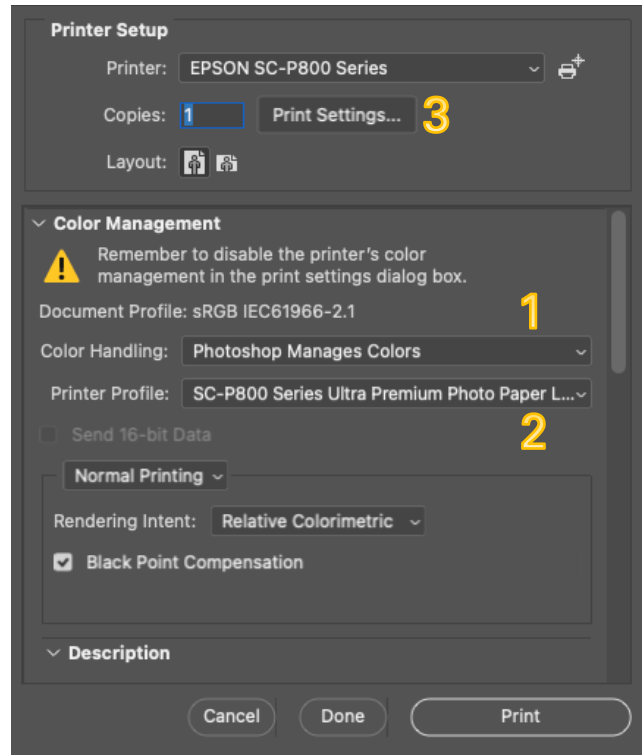 Printer Setup
Printer: EPSON SC-P800 Series
Copies: 1 Print Settings... 3
Layout:
Color Management
Remember to disable the printer's color
management in the print settings dialog box.
Document Profile: sRGB IEC61966-2.1
1
Color Handling: Photoshop Manages Colors
Printer Profile: SC-P800 Series Ultra Premium Photo Paper L...
2
Send 16-bit Data
Normal Printing
Rendering Intent: Relative Colorimetric
Black Point Compensation
Description
Cancel Done Print